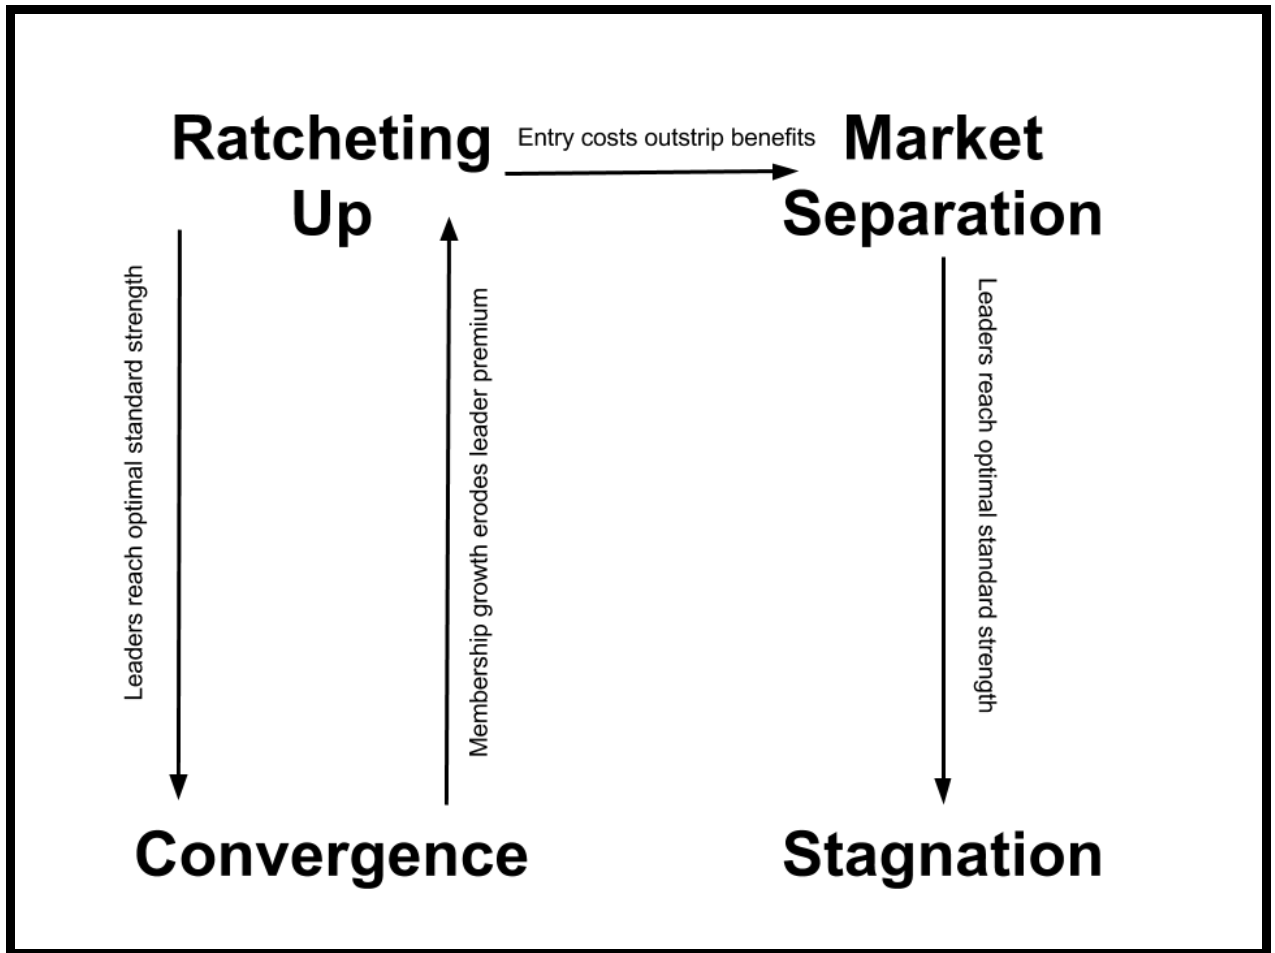 Ratcheting
Up
Entry costs outstrip benefits
Market
Separation
Leaders reach optimal standard strength
Membership growth erodes leader premium
Leaders reach optimal standard strength
Convergence
Stagnation